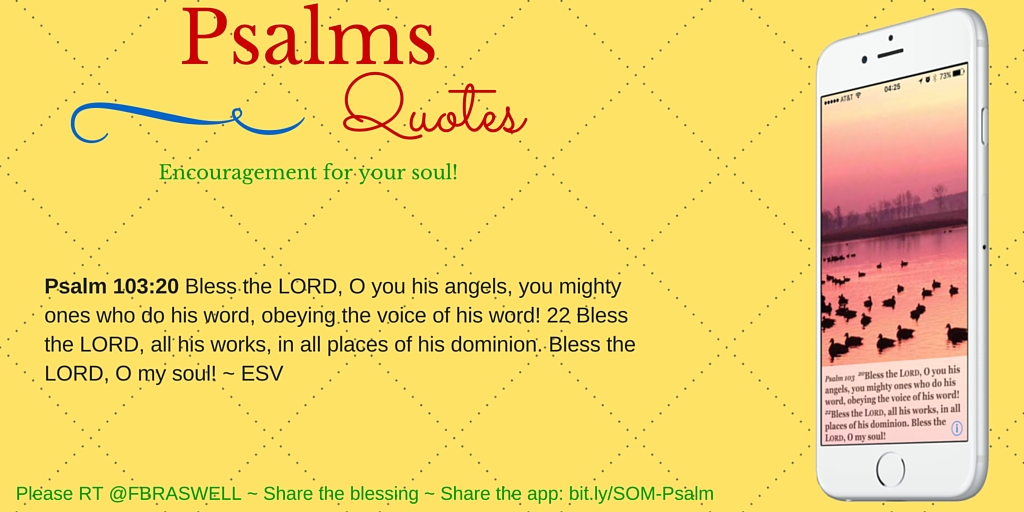 Psalms
Quotes
Encouragement for your soul!
Psalm 103:20 Bless the LORD, O you his angels, you mighty
ones who do his word, obeying the voice of his word! 22 Bless
the LORD, all his works, in all places of his dominion. Bless the
LORD, O my soul! ~ ESV
Please RT @FBRASWELL ~ Share the blessing ~ Share the app: bit.ly/SOM-Psalm
AT&T 04:25 73%
Psalm 103 20Bless the LORD, O you his
angels, you mighty ones who do his
word, obeying the voice of his word!
22Bless the LORD, all his works, in all
places of his dominion. Bless the
LORD, O my soul!